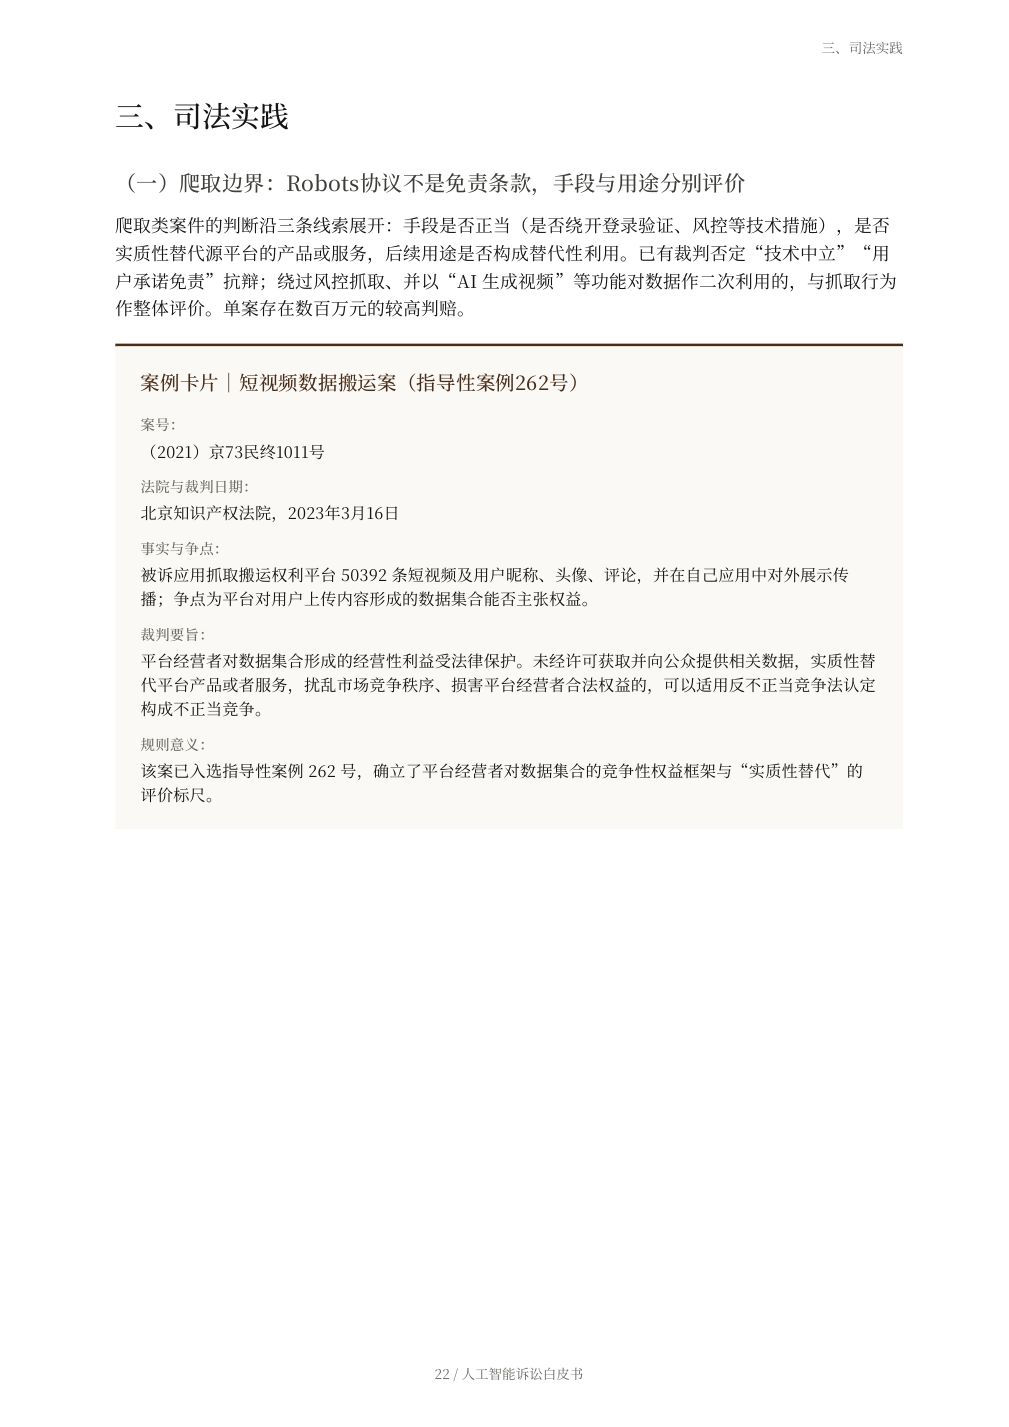 三、司法实践
三、司法实践
（一）爬取边界：Robots协议不是免责条款，手段与用途分别评价
爬取类案件的判断沿三条线索展开：手段是否正当（是否绕开登录验证、风控等技术措施），是否
实质性替代源平台的产品或服务，后续用途是否构成替代性利用。已有裁判否定“技术中立”“用
户承诺免责”抗辩；绕过风控抓取、并以“AI 生成视频”等功能对数据作二次利用的，与抓取行为
作整体评价。单案存在数百万元的较高判赔。
案例卡片｜短视频数据搬运案（指导性案例262号）
案号：
（2021）京73民终1011号
法院与裁判日期：
北京知识产权法院，2023年3月16日
事实与争点：
被诉应用抓取搬运权利平台 50392 条短视频及用户昵称、头像、评论，并在自己应用中对外展示传
播；争点为平台对用户上传内容形成的数据集合能否主张权益。
裁判要旨：
平台经营者对数据集合形成的经营性利益受法律保护。未经许可获取并向公众提供相关数据，实质性替
代平台产品或者服务，扰乱市场竞争秩序、损害平台经营者合法权益的，可以适用反不正当竞争法认定
构成不正当竞争。
规则意义：
该案已入选指导性案例 262 号，确立了平台经营者对数据集合的竞争性权益框架与“实质性替代”的
评价标尺。
22 / 人工智能诉讼白皮书